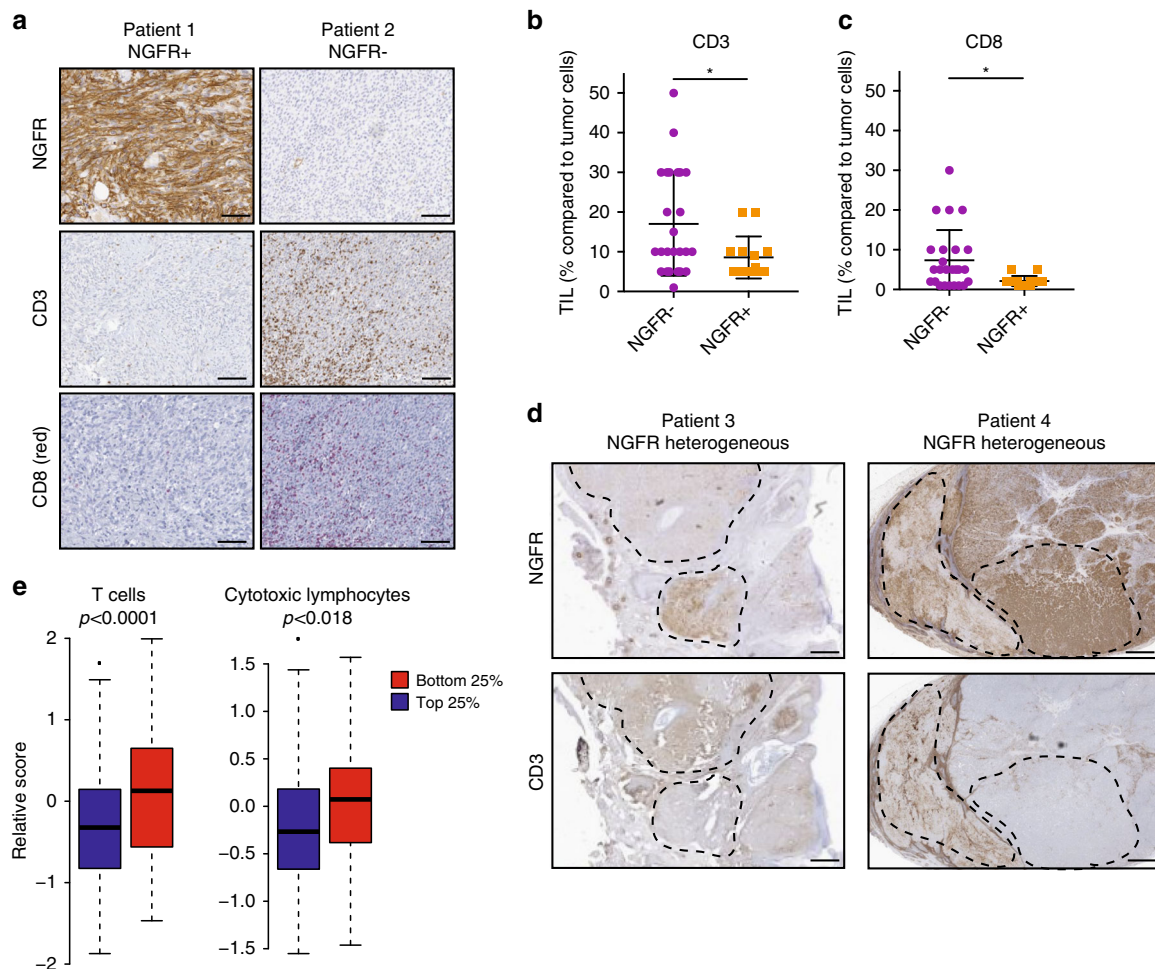 a
Patient 1
NGFR+
Patient 2
NGFR-
NGFR
CD3
CD8 (red)
b
CD3
*
TIL (% compared to tumor cells)
50
40
30
20
10
0
NGFR-
NGFR+
c
CD8
*
TIL (% compared to tumor cells)
50
40
30
20
10
0
NGFR-
NGFR+
d
Patient 3
NGFR heterogeneous
Patient 4
NGFR heterogeneous
NGFR
CD3
e
T cells
p<0.0001
Relative score
2
1
0
−1
−2
Cytotoxic lymphocytes
p<0.018
1.5
1.0
0.5
0.0
−0.5
−1.0
−1.5
Bottom 25%
Top 25%